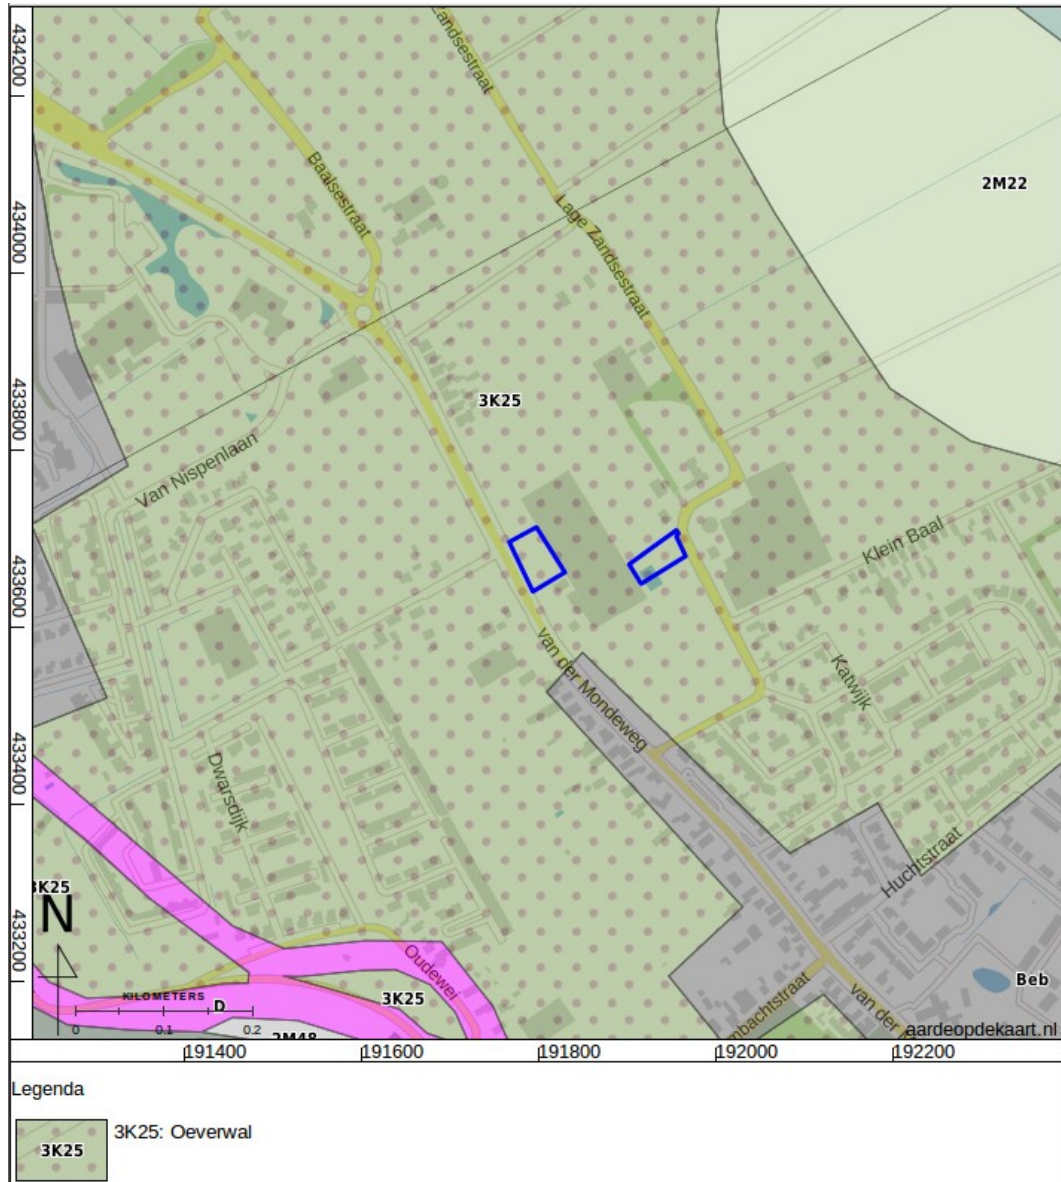 434200
434000
433800
433600
433400
433200
Zandsestraat
Baalsestraat
Lage Zandsestraat
2M22
3K25
Van Nispenlaan
Klein Baal
van der Mondeweg
Katwijk
Dwarsdijk
Huchtstraat
3K25
N
Oudewei
3K25
KILOMETERS
D
0 0.1 0.2
2M48
Beb
mbachtstraat
van der
aardeopdekaart.nl
191400 191600 191800 192000 192200
Legenda
3K25
3K25: Oeverwal